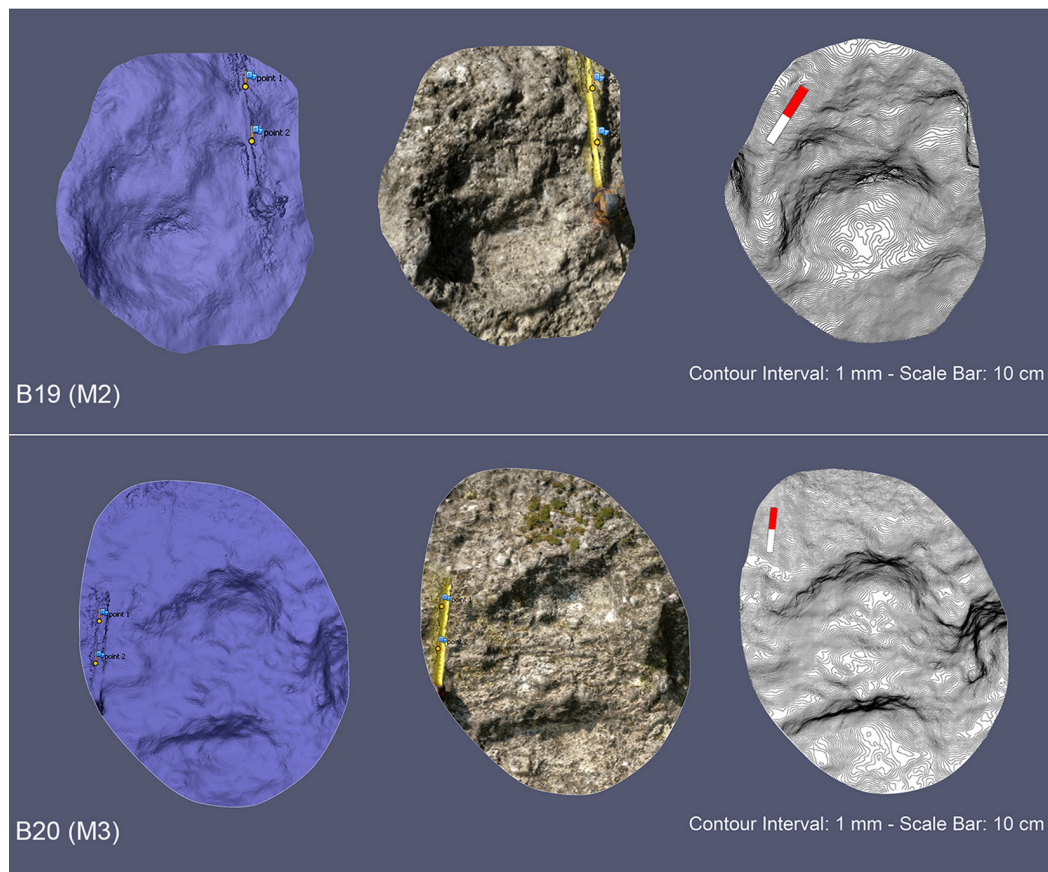 point 1
point 2
Contour Interval: 1 mm - Scale Bar: 10 cm
B19 (M2)
point 1
point 2
Contour Interval: 1 mm - Scale Bar: 10 cm
B20 (M3)